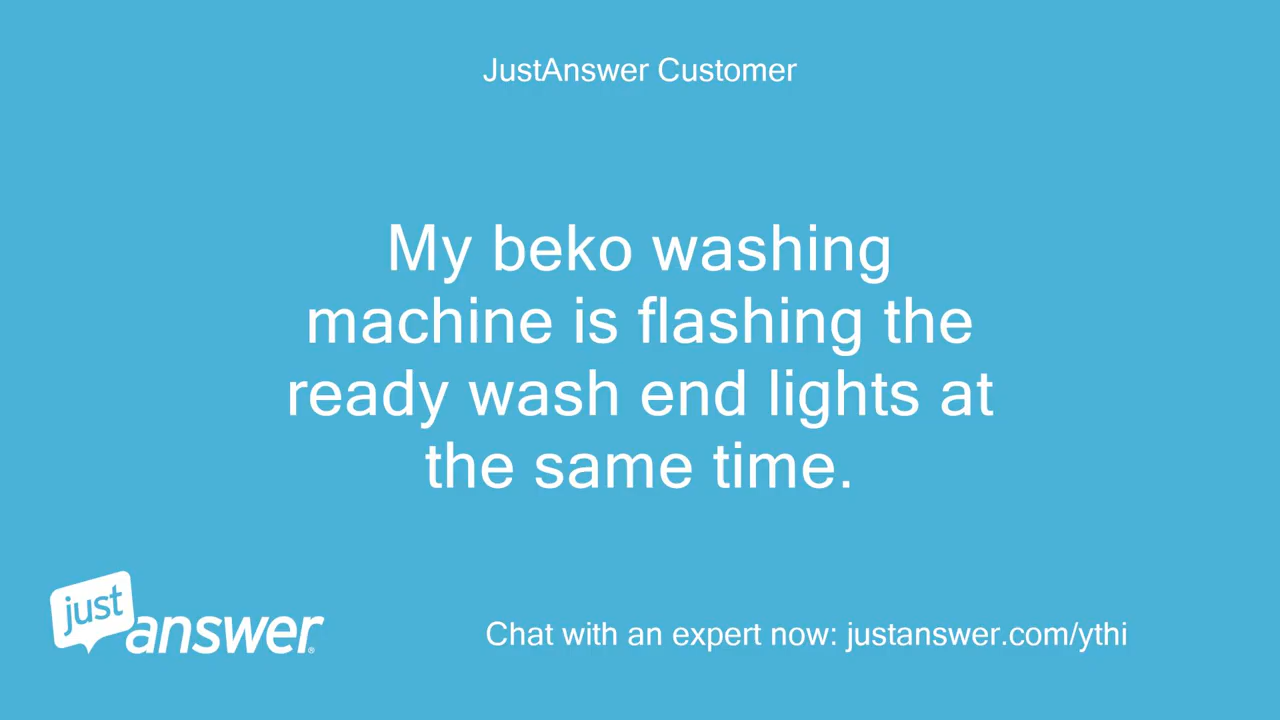 JustAnswer Customer
My beko washing
machine is flashing the
ready wash end lights at
the same time.
just
answer®
Chat with an expert now: justanswer.com/ythi